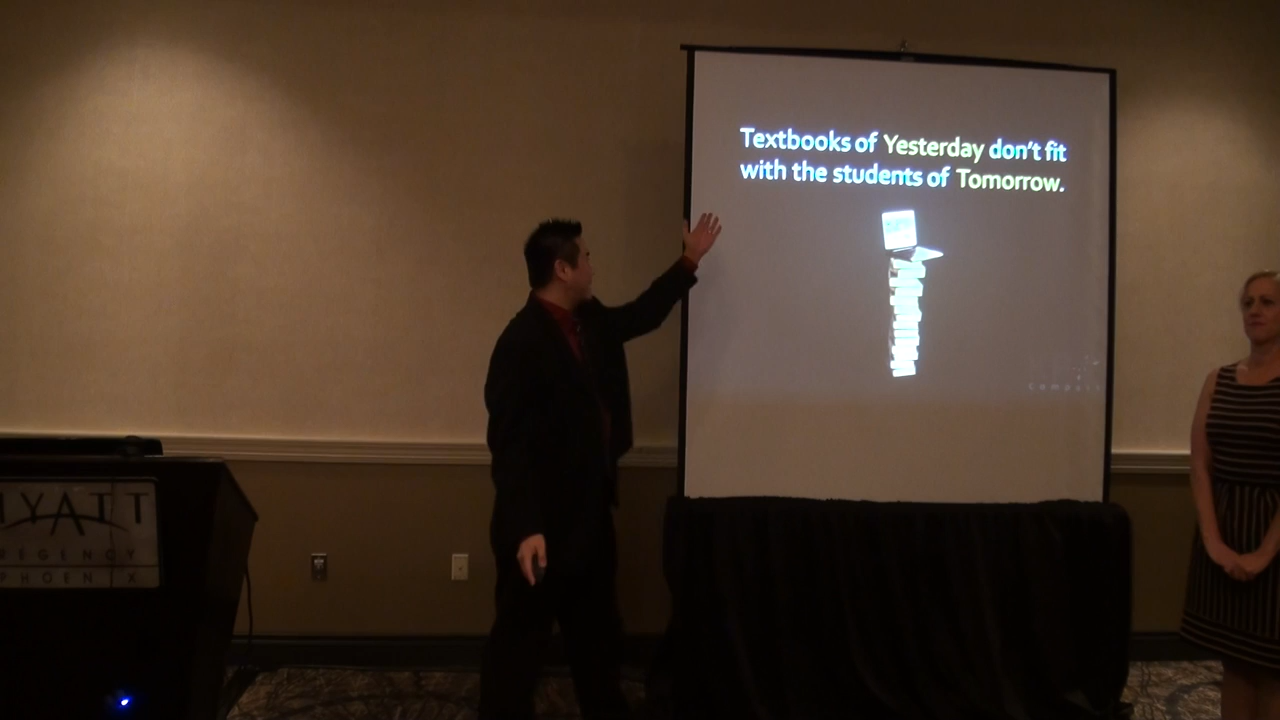 Textbooks of Yesterday don't fit
with the students of Tomorrow.
HYATT
REGENCY
PHOENIX